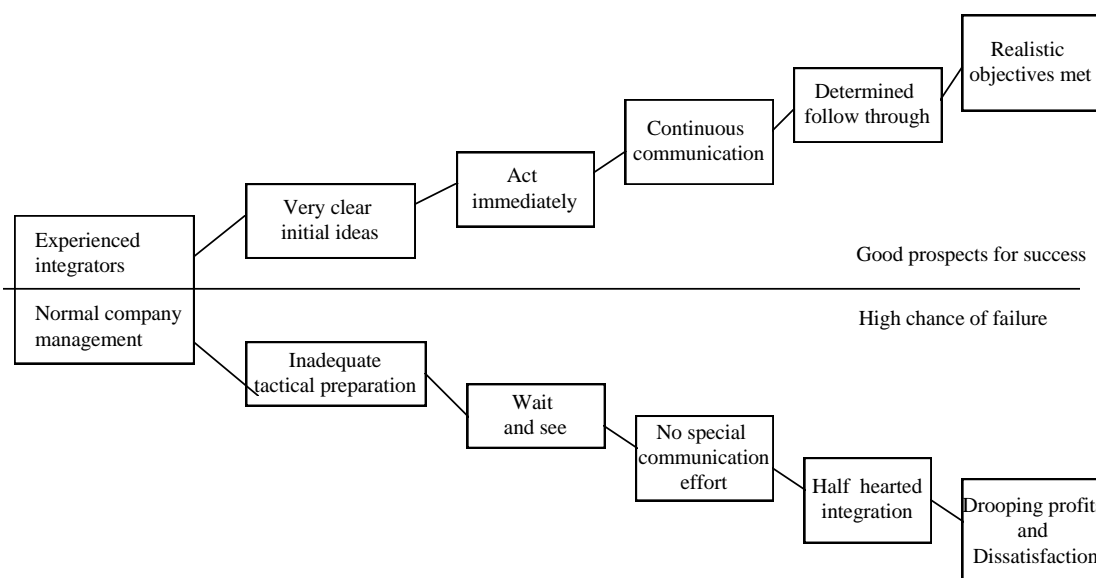 Realistic
objectives met
Determined
follow through
Continuous
communication
Act
immediately
Very clear
initial ideas
Experienced
integrators
Good prospects for success
Normal company
management
High chance of failure
Inadequate
tactical preparation
Wait
and see
No special
communication
effort
Half hearted
integration
Drooping profits
and
Dissatisfaction